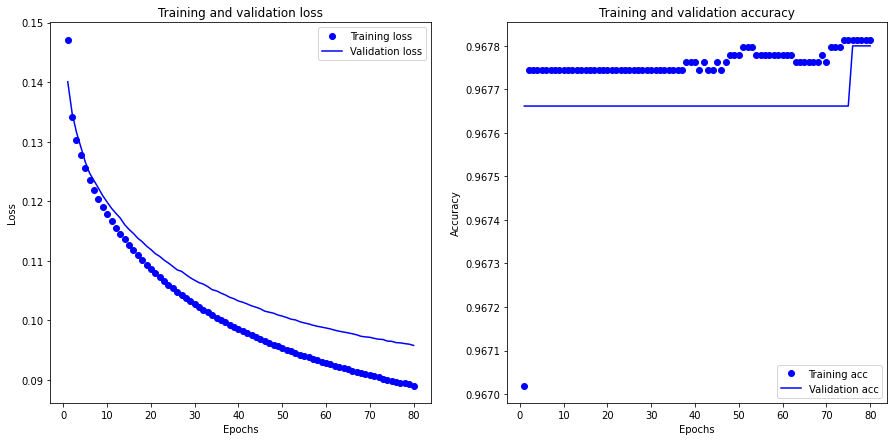 Training and validation loss
0.15
0.14
0.13
0.12
0.11
0.10
0.09
Loss
Training loss
Validation loss
0 10 20 30 40 50 60 70 80
Epochs
Training and validation accuracy
0.9678
0.9677
0.9676
0.9675
0.9674
0.9673
0.9672
0.9671
0.9670
Accuracy
Training acc
Validation acc
0 10 20 30 40 50 60 70 80
Epochs